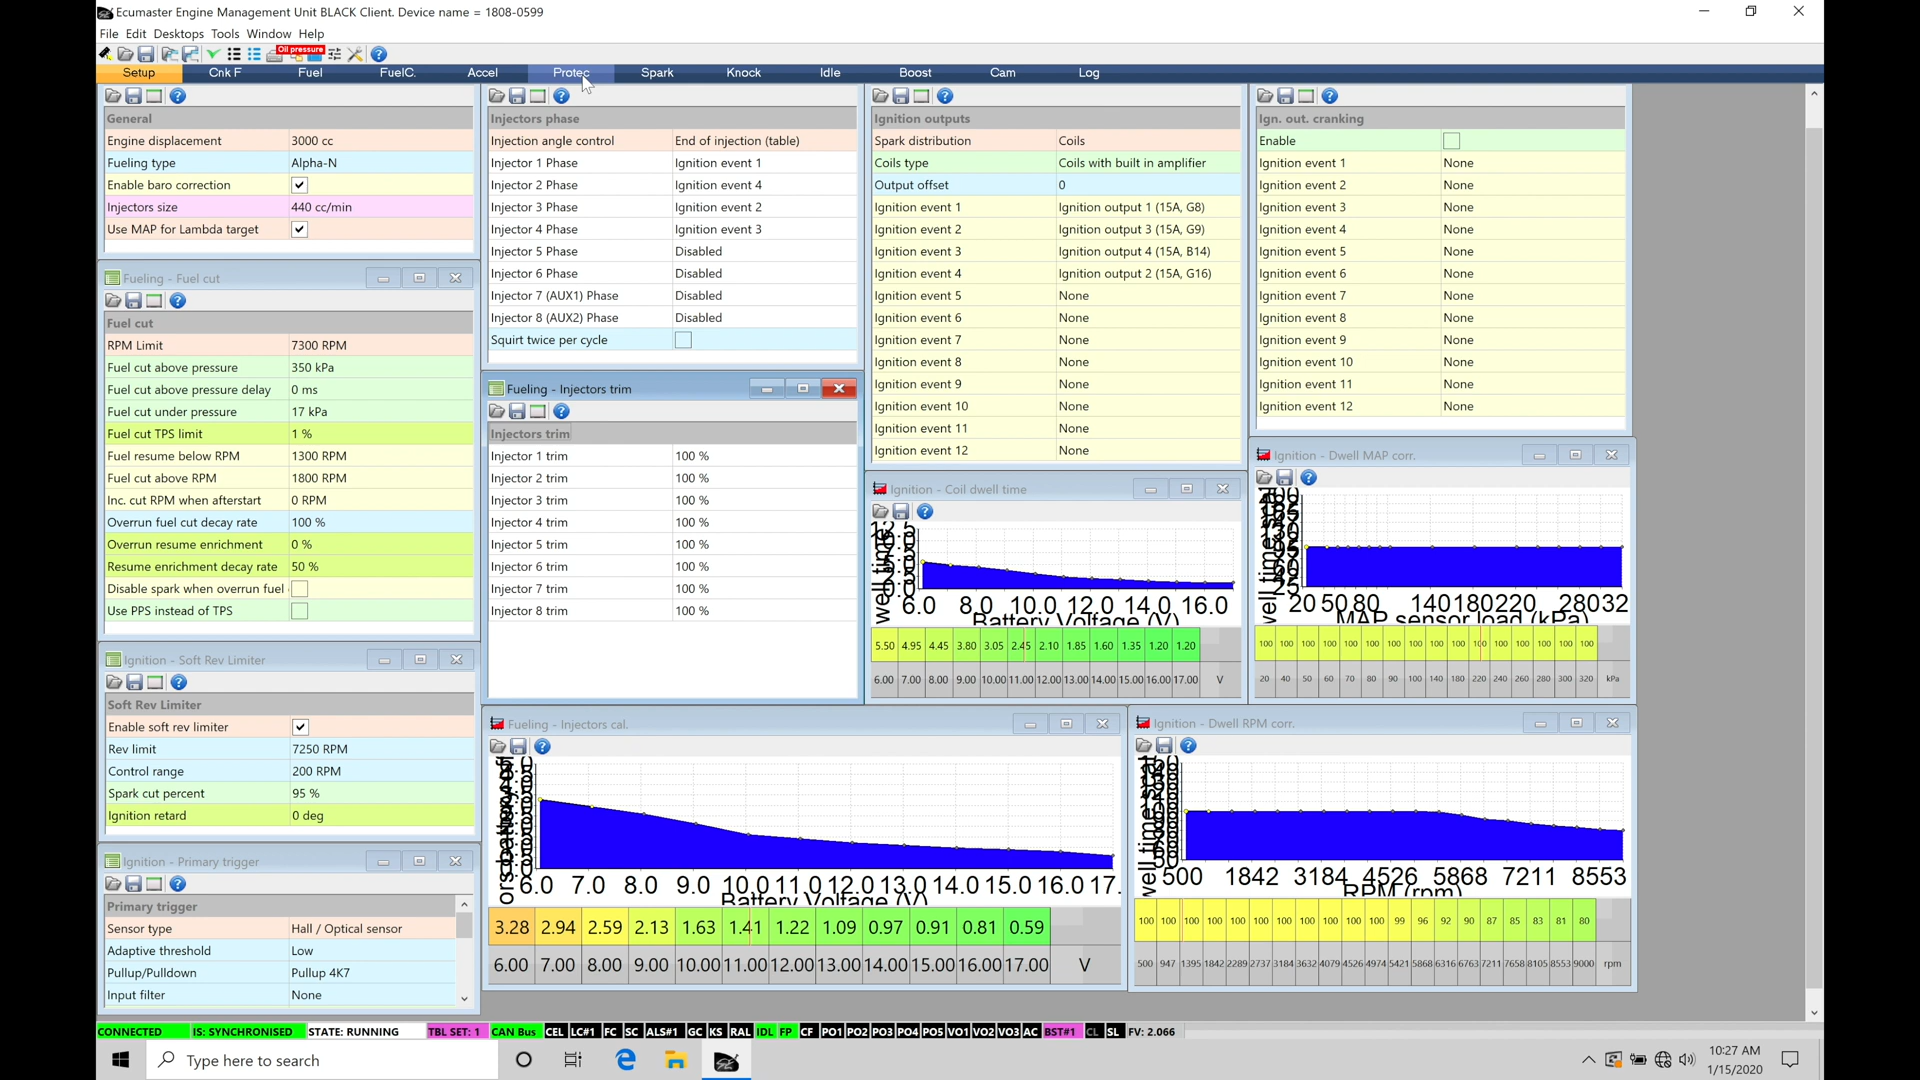 Ecumaster Engine Management Unit BLACK Client. Device name = 1808-0599
File Edit Desktops Tools Window Help
Oil pressure
Setup Cnk F Fuel FuelC. Accel Protec Spark Knock Idle Boost Cam Log
General
Engine displacement 3000 cc
Fueling type Alpha-N
Enable baro correction
Injectors size 440 cc/min
Use MAP for Lambda target
Fueling - Fuel cut
Fuel cut
RPM Limit 7300 RPM
Fuel cut above pressure 350 kPa
Fuel cut above pressure delay 0 ms
Fuel cut under pressure 17 kPa
Fuel cut TPS limit 1 %
Fuel resume below RPM 1300 RPM
Fuel cut above RPM 1800 RPM
Inc. cut RPM when afterstart 0 RPM
Overrun fuel cut decay rate 100 %
Overrun resume enrichment 0 %
Resume enrichment decay rate 50 %
Disable spark when overrun fuel
Use PPS instead of TPS
Ignition - Soft Rev Limiter
Soft Rev Limiter
Enable soft rev limiter
Rev limit 7250 RPM
Control range 200 RPM
Spark cut percent 95 %
Ignition retard 0 deg
Ignition - Primary trigger
Primary trigger
Sensor type Hall / Optical sensor
Adaptive threshold Low
Pullup/Pulldown Pullup 4K7
Input filter None
Injectors phase
Injection angle control End of injection (table)
Injector 1 Phase Ignition event 1
Injector 2 Phase Ignition event 4
Injector 3 Phase Ignition event 2
Injector 4 Phase Ignition event 3
Injector 5 Phase Disabled
Injector 6 Phase Disabled
Injector 7 (AUX1) Phase Disabled
Injector 8 (AUX2) Phase Disabled
Squirt twice per cycle
Fueling - Injectors trim
Injectors trim
Injector 1 trim 100 %
Injector 2 trim 100 %
Injector 3 trim 100 %
Injector 4 trim 100 %
Injector 5 trim 100 %
Injector 6 trim 100 %
Injector 7 trim 100 %
Injector 8 trim 100 %
Ignition outputs
Spark distribution Coils
Coils type Coils with built in amplifier
Output offset 0
Ignition event 1 Ignition output 1 (15A, G8)
Ignition event 2 Ignition output 3 (15A, G9)
Ignition event 3 Ignition output 4 (15A, B14)
Ignition event 4 Ignition output 2 (15A, G16)
Ignition event 5 None
Ignition event 6 None
Ignition event 7 None
Ignition event 8 None
Ignition event 9 None
Ignition event 10 None
Ignition event 11 None
Ignition event 12 None
Ign. out. cranking
Enable
Ignition event 1 None
Ignition event 2 None
Ignition event 3 None
Ignition event 4 None
Ignition event 5 None
Ignition event 6 None
Ignition event 7 None
Ignition event 8 None
Ignition event 9 None
Ignition event 10 None
Ignition event 11 None
Ignition event 12 None
Ignition - Coil dwell time
6.0 8.0 10.0 12.0 14.0 16.0
Battery Voltage (V)
5.50 4.95 4.45 3.80 3.05 2.45 2.10 1.85 1.60 1.35 1.20 1.20
6.00 7.00 8.00 9.00 10.00 11.00 12.00 13.00 14.00 15.00 16.00 17.00 V
Ignition - Dwell MAP corr.
20 50 80 140 180 220 280 32
MAP sensor load (kPa)
100 100 100 100 100 100 100 100 100 100 100 100 100 100 100 100
20 40 50 60 70 80 90 100 140 180 220 240 260 280 300 320 kPa
Fueling - Injectors cal.
6.0 7.0 8.0 9.0 10.0 11.0 12.0 13.0 14.0 15.0 16.0 17.
Battery Voltage (V)
3.28 2.94 2.59 2.13 1.63 1.41 1.22 1.09 0.97 0.91 0.81 0.59
6.00 7.00 8.00 9.00 10.00 11.00 12.00 13.00 14.00 15.00 16.00 17.00 V
Ignition - Dwell RPM corr.
500 1842 3184 4526 5868 7211 8553
RPM (rpm)
100 100 100 100 100 100 100 100 100 100 100 99 96 92 90 87 85 83 81 80
500 947 1395 1842 2289 2737 3184 3632 4079 4526 4974 5421 5868 6316 6763 7211 7658 8105 8553 9000 rpm
CONNECTED IS: SYNCHRONISED STATE: RUNNING TBL SET: 1 CAN Bus CEL LC#1 FC SC ALS#1 GC KS RAL IDL FP CF PO1 PO2 PO3 PO4 PO5 VO1 VO2 VO3 AC BST#1 CL SL FV: 2.066
Type here to search
10:27 AM
1/15/2020